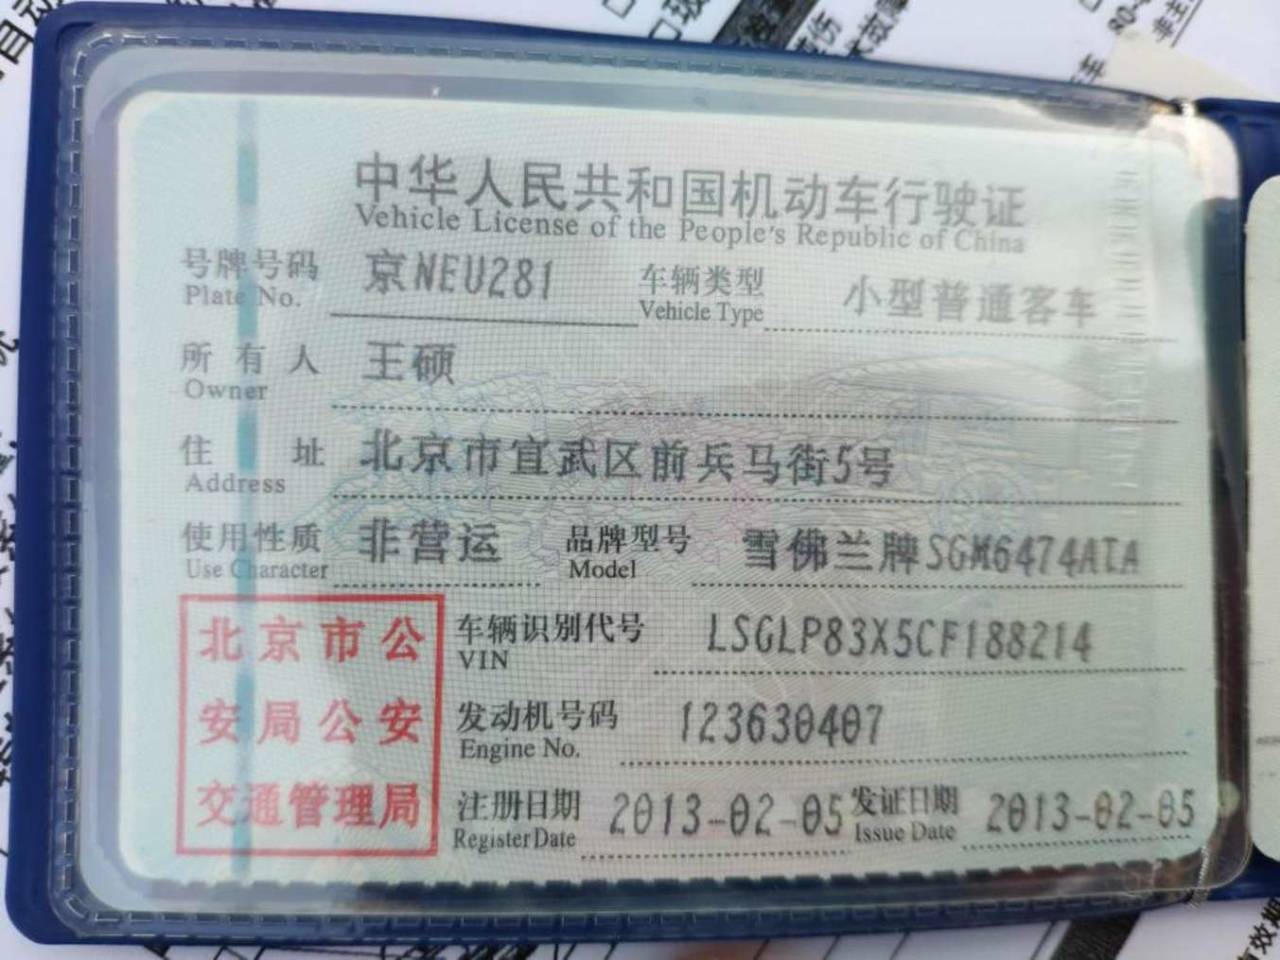 中华人民共和国机动车行驶证
Vehicle License of the People's Republic of China
号牌号码 京NEU281 车辆类型 小型普通客车
Plate No. Vehicle Type
所有人 王硕
Owner
住址 北京市宜武区前兵马街5号
Address
使用性质 非营运 品牌型号 雪佛兰牌SGM6474ATA
Use Character Model
北京市公
安局公安
交通管理局
车辆识别代号 LSGLP83X5CF188214
VIN
发动机号码 123630407
Engine No.
注册日期 2013-02-05 发证日期 2013-02-05
Register Date Issue Date